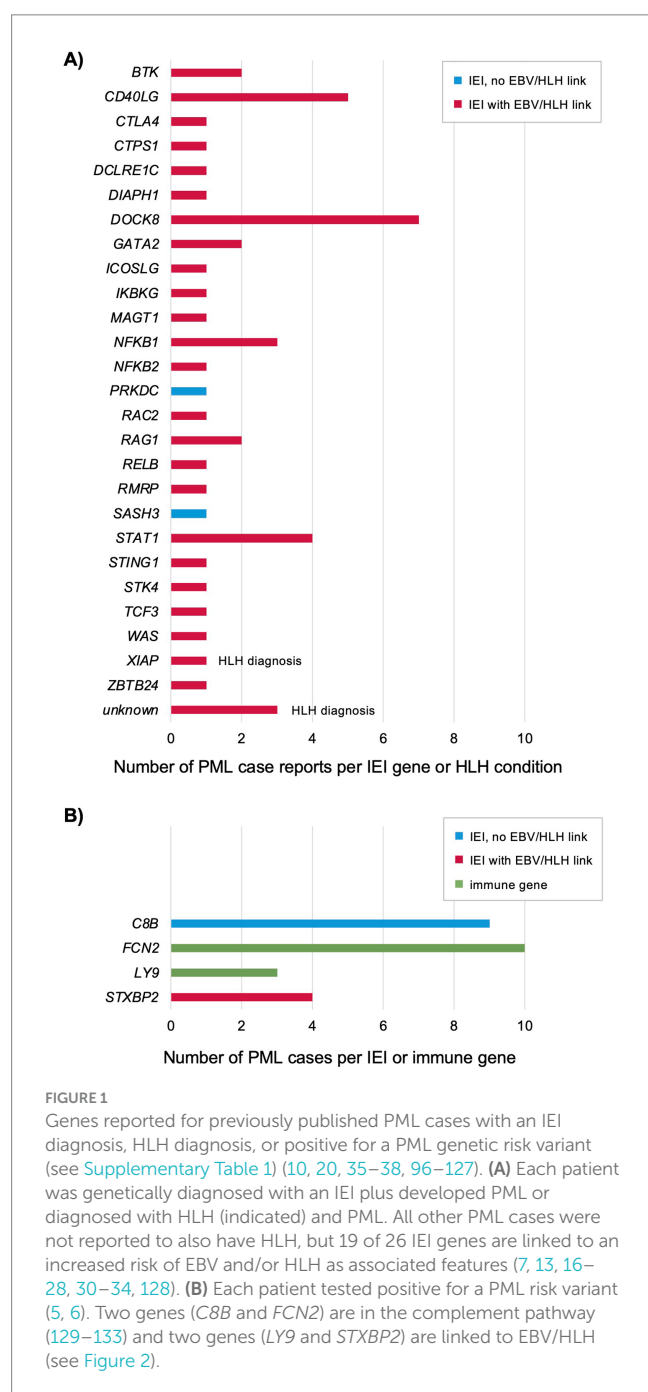 A)
IEI, no EBV/HLH link
IEI with EBV/HLH link
BTK
CD40LG
CTLA4
CTPS1
DCLRE1C
DIAPH1
DOCK8
GATA2
ICOSLG
IKBKG
MAGT1
NFKB1
NFKB2
PRKDC
RAC2
RAG1
RELB
RMRP
SASH3
STAT1
STING1
STK4
TCF3
WAS
XIAP HLH diagnosis
ZBTB24
unknown HLH diagnosis
0 2 4 6 8 10
Number of PML case reports per IEI gene or HLH condition
B)
IEI, no EBV/HLH link
IEI with EBV/HLH link
immune gene
C8B
FCN2
LY9
STXBP2
0 2 4 6 8 10
Number of PML cases per IEI or immune gene
FIGURE 1
Genes reported for previously published PML cases with an IEI
diagnosis, HLH diagnosis, or positive for a PML genetic risk variant
(see Supplementary Table 1) (10, 20, 35–38, 96–127). (A) Each patient
was genetically diagnosed with an IEI plus developed PML or
diagnosed with HLH (indicated) and PML. All other PML cases were
not reported to also have HLH, but 19 of 26 IEI genes are linked to an
increased risk of EBV and/or HLH as associated features (7, 13, 16–
28, 30–34, 128). (B) Each patient tested positive for a PML risk variant
(5, 6). Two genes (C8B and FCN2) are in the complement pathway
(129–133) and two genes (LY9 and STXBP2) are linked to EBV/HLH
(see Figure 2).